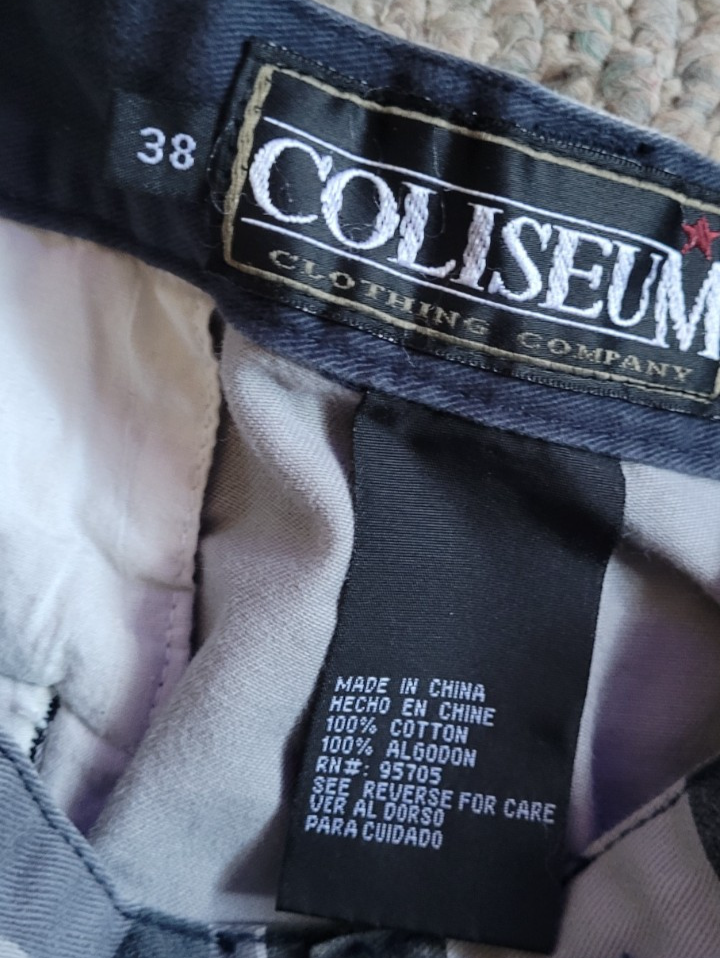 38
COLISEUM
CLOTHING COMPANY
MADE IN CHINA
HECHO EN CHINE
100% COTTON
100% ALGODON
RN#: 95705
SEE REVERSE FOR CARE
VER AL DORSO
PARA CUIDADO